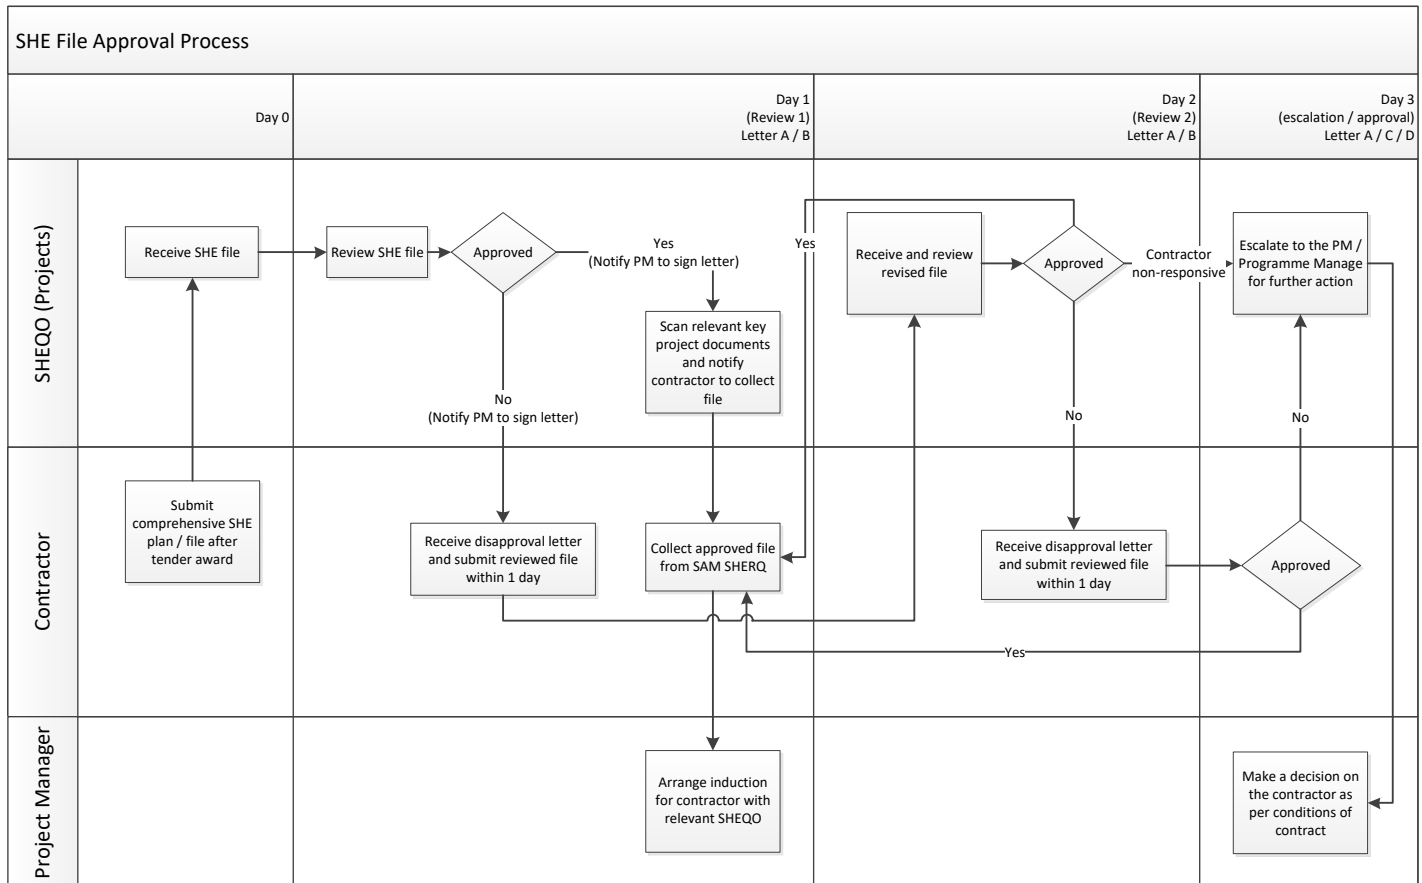 SHE File Approval Process
Day 0
Day 1
(Review 1)
Letter A / B
Day 2
(Review 2)
Letter A / B
Day 3
(escalation / approval)
Letter A / C / D
SHEQO (Projects)
Receive SHE file
Review SHE file
Approved
Yes
(Notify PM to sign letter)
No
(Notify PM to sign letter)
Scan relevant key
project documents
and notify
contractor to collect
file
Yes
Receive and review
revised file
Approved
Contractor
non-responsive
Escalate to the PM /
Programme Manage
for further action
No
No
Contractor
Submit
comprehensive SHE
plan / file after
tender award
Receive disapproval letter
and submit reviewed file
within 1 day
Collect approved file
from SAM SHERQ
Receive disapproval letter
and submit reviewed file
within 1 day
Approved
Yes
Project Manager
Arrange induction
for contractor with
relevant SHEQO
Make a decision on
the contractor as
per conditions of
contract